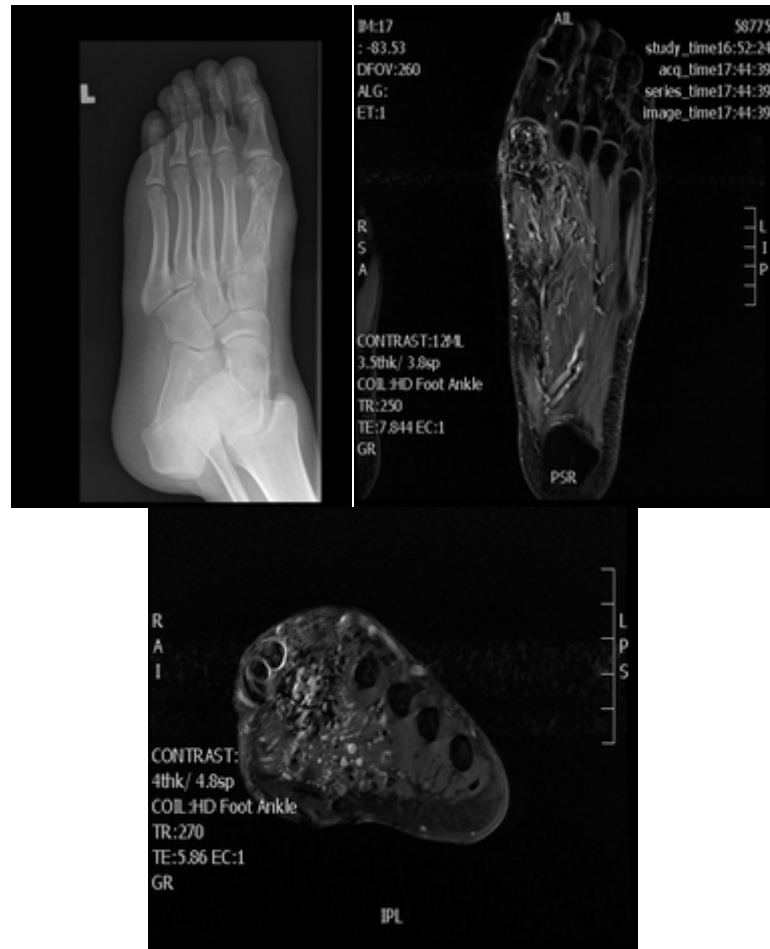 L
IM:17
: -83.53
DFOV:260
ALG:
ET:1
AIL
S8775
study_time16:52:24
acq_time17:44:39
series_time17:44:39
image_time17:44:39
R
S
A
L
I
P
CONTRAST:12ML
3.5thk/ 3.8sp
COIL:HD Foot Ankle
TR:250
TE:7.844 EC:1
GR
PSR
R
A
I
L
P
S
CONTRAST:
4thk/ 4.8sp
COIL:HD Foot Ankle
TR:270
TE:5.86 EC:1
GR
IPL